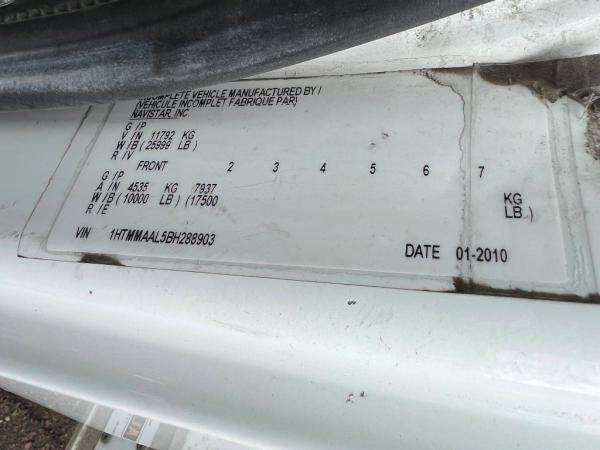 INCOMPLETE VEHICLE MANUFACTURED BY /
(VEHICULE INCOMPLET FABRIQUE PAR)
NAVISTAR, INC.
G / P
V / N 11792 KG
W / B ( 25999 LB )
R / V
FRONT 2 3 4 5 6 7
G / P
A / N 4535 KG 7937 KG
W / B ( 10000 LB ) ( 17500 LB )
R / E
VIN 1HTMMAAL5BH288903 DATE 01-2010